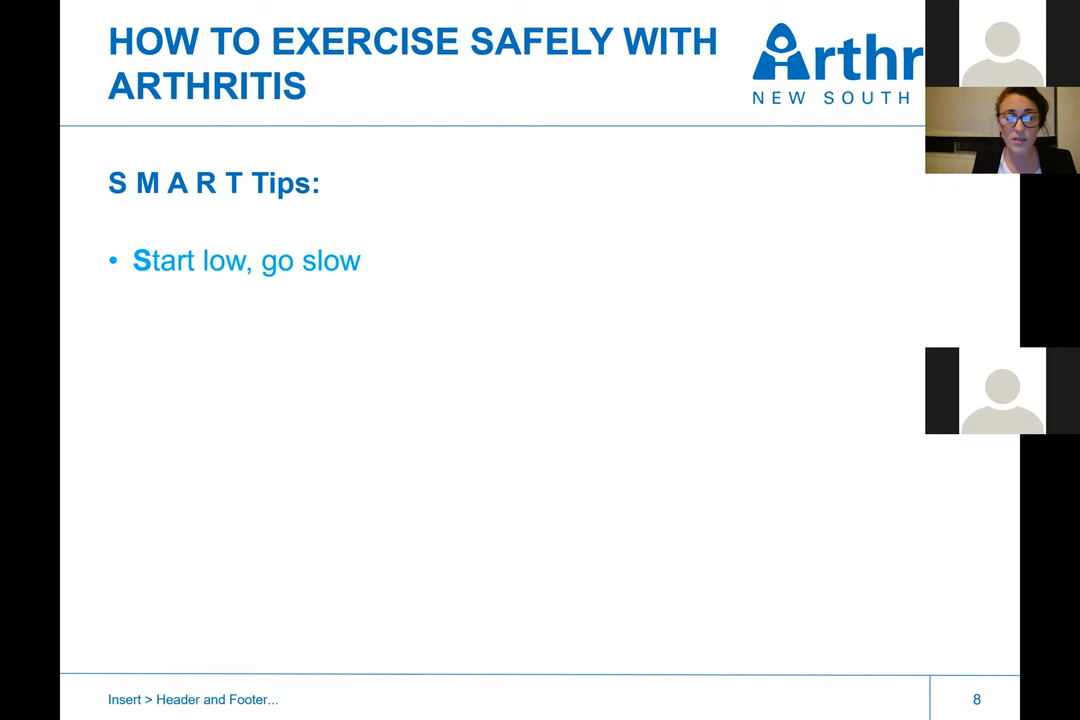 HOW TO EXERCISE SAFELY WITH
ARTHRITIS
Arthr
NEW SOUTH
S M A R T Tips:
• Start low, go slow
Insert > Header and Footer...
8